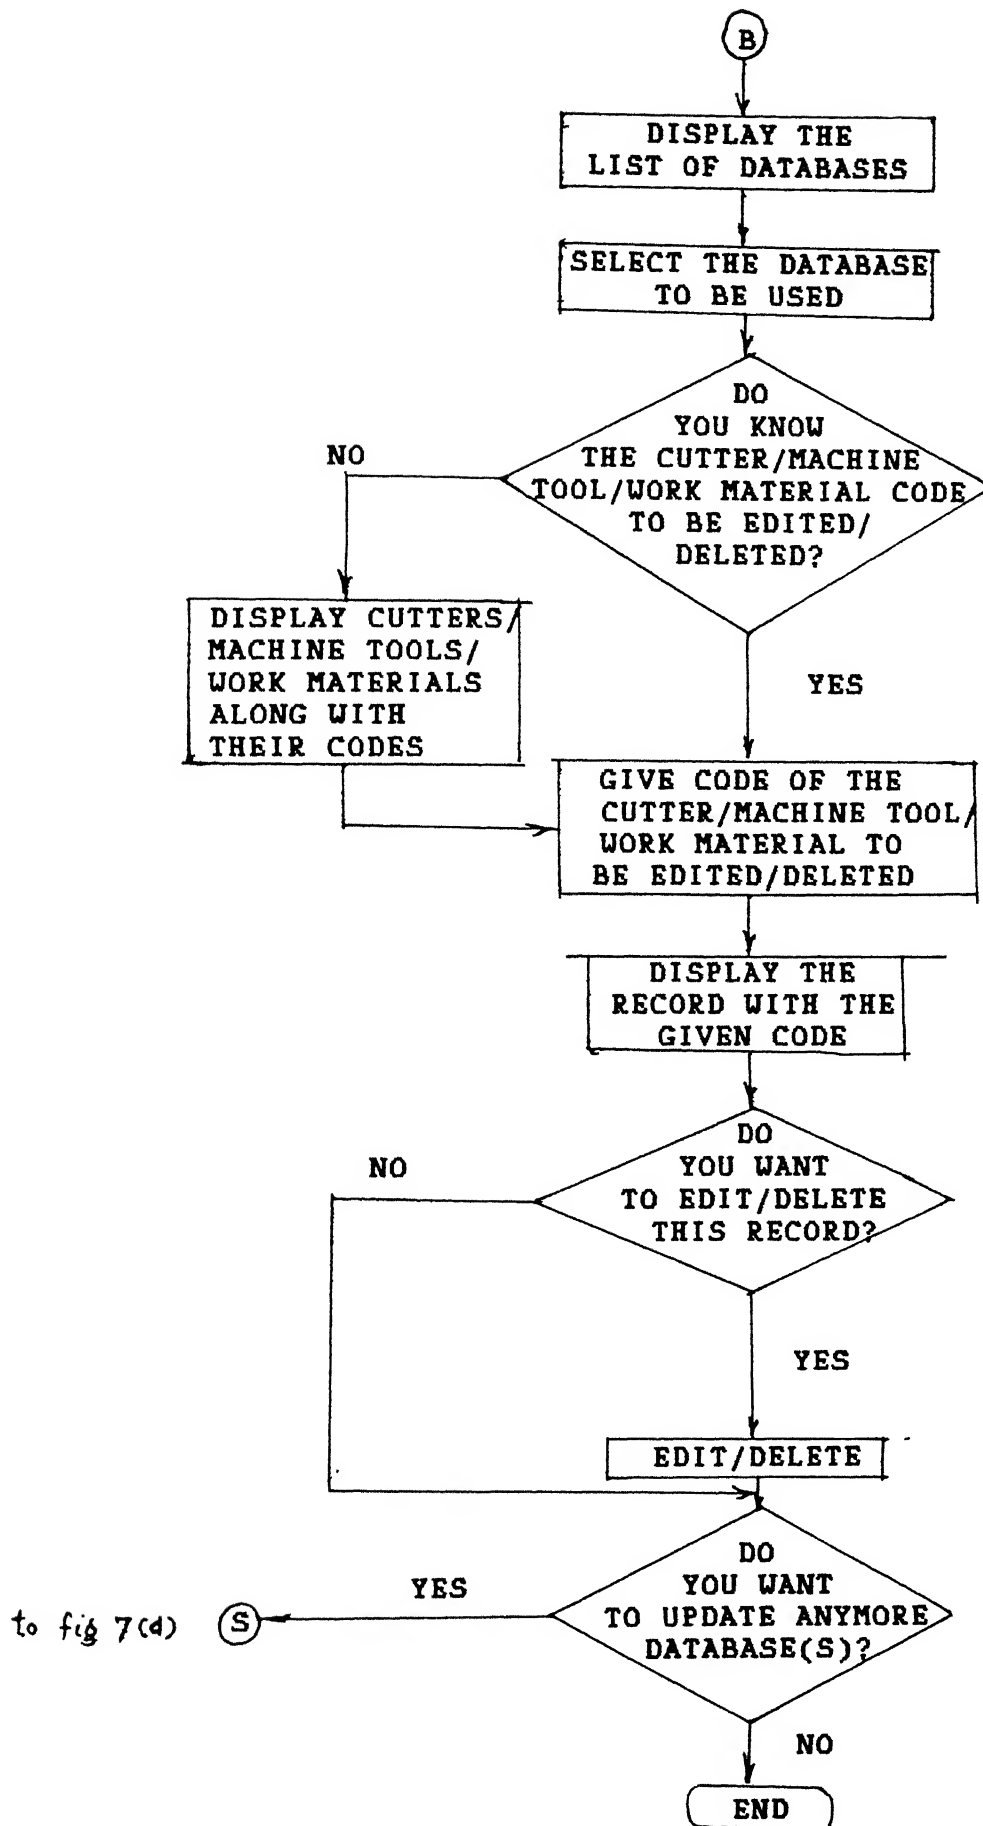 B
DISPLAY THE
LIST OF DATABASES
SELECT THE DATABASE
TO BE USED
DO
YOU KNOW
THE CUTTER/MACHINE
TOOL/WORK MATERIAL CODE
TO BE EDITED/
DELETED?
NO
DISPLAY CUTTERS/
MACHINE TOOLS/
WORK MATERIALS
ALONG WITH
THEIR CODES
YES
GIVE CODE OF THE
CUTTER/MACHINE TOOL/
WORK MATERIAL TO
BE EDITED/DELETED
DISPLAY THE
RECORD WITH THE
GIVEN CODE
DO
YOU WANT
TO EDIT/DELETE
THIS RECORD?
NO
YES
EDIT/DELETE
DO
YOU WANT
TO UPDATE ANYMORE
DATABASE(S)?
YES
to fig 7(d)
S
NO
END